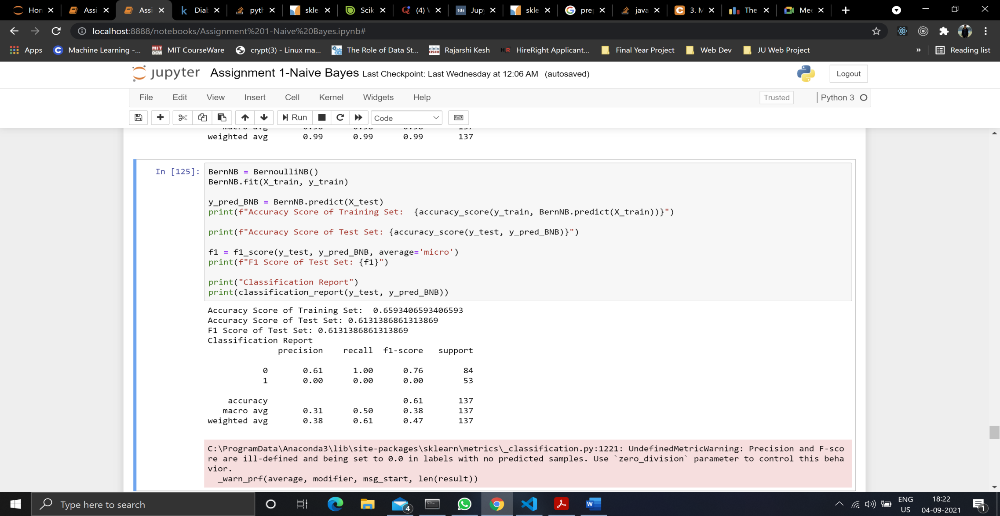 Hon
Assi
Assi
Dial
pyth
skle
Scik
(4) \
tds Jup
skle
pre
java
3. M
The
Mee
localhost:8888/notebooks/Assignment%201-Naive%20Bayes.ipynb#
Apps
Machine Learning -...
MIT OCW MIT CourseWare
crypt(3) - Linux ma...
The Role of Data St...
CISCO Rajarshi Kesh
HR HireRight Applicant...
Final Year Project
Web Dev
JU Web Project
»
Reading list
jupyter Assignment 1-Naive Bayes Last Checkpoint: Last Wednesday at 12:06 AM (autosaved)
Logout
File Edit View Insert Cell Kernel Widgets Help
Trusted
Python 3
Run
Code
weighted avg 0.99 0.99 0.99 137
In [125]:
BernNB = BernoulliNB()
BernNB.fit(X_train, y_train)
y_pred_BNB = BernNB.predict(X_test)
print(f"Accuracy Score of Training Set:  {accuracy_score(y_train, BernNB.predict(X_train))}")
print(f"Accuracy Score of Test Set: {accuracy_score(y_test, y_pred_BNB)}")
f1 = f1_score(y_test, y_pred_BNB, average='micro')
print(f"F1 Score of Test Set: {f1}")
print("Classification Report")
print(classification_report(y_test, y_pred_BNB))
Accuracy Score of Training Set:  0.6593406593406593
Accuracy Score of Test Set: 0.6131386861313869
F1 Score of Test Set: 0.6131386861313869
Classification Report
precision recall f1-score support
0 0.61 1.00 0.76 84
1 0.00 0.00 0.00 53
accuracy 0.61 137
macro avg 0.31 0.50 0.38 137
weighted avg 0.38 0.61 0.47 137
C:\ProgramData\Anaconda3\lib\site-packages\sklearn\metrics\_classification.py:1221: UndefinedMetricWarning: Precision and F-sco
re are ill-defined and being set to 0.0 in labels with no predicted samples. Use `zero_division` parameter to control this beha
vior.
_warn_prf(average, modifier, msg_start, len(result))
Type here to search
4
ENG
US
18:22
04-09-2021
1